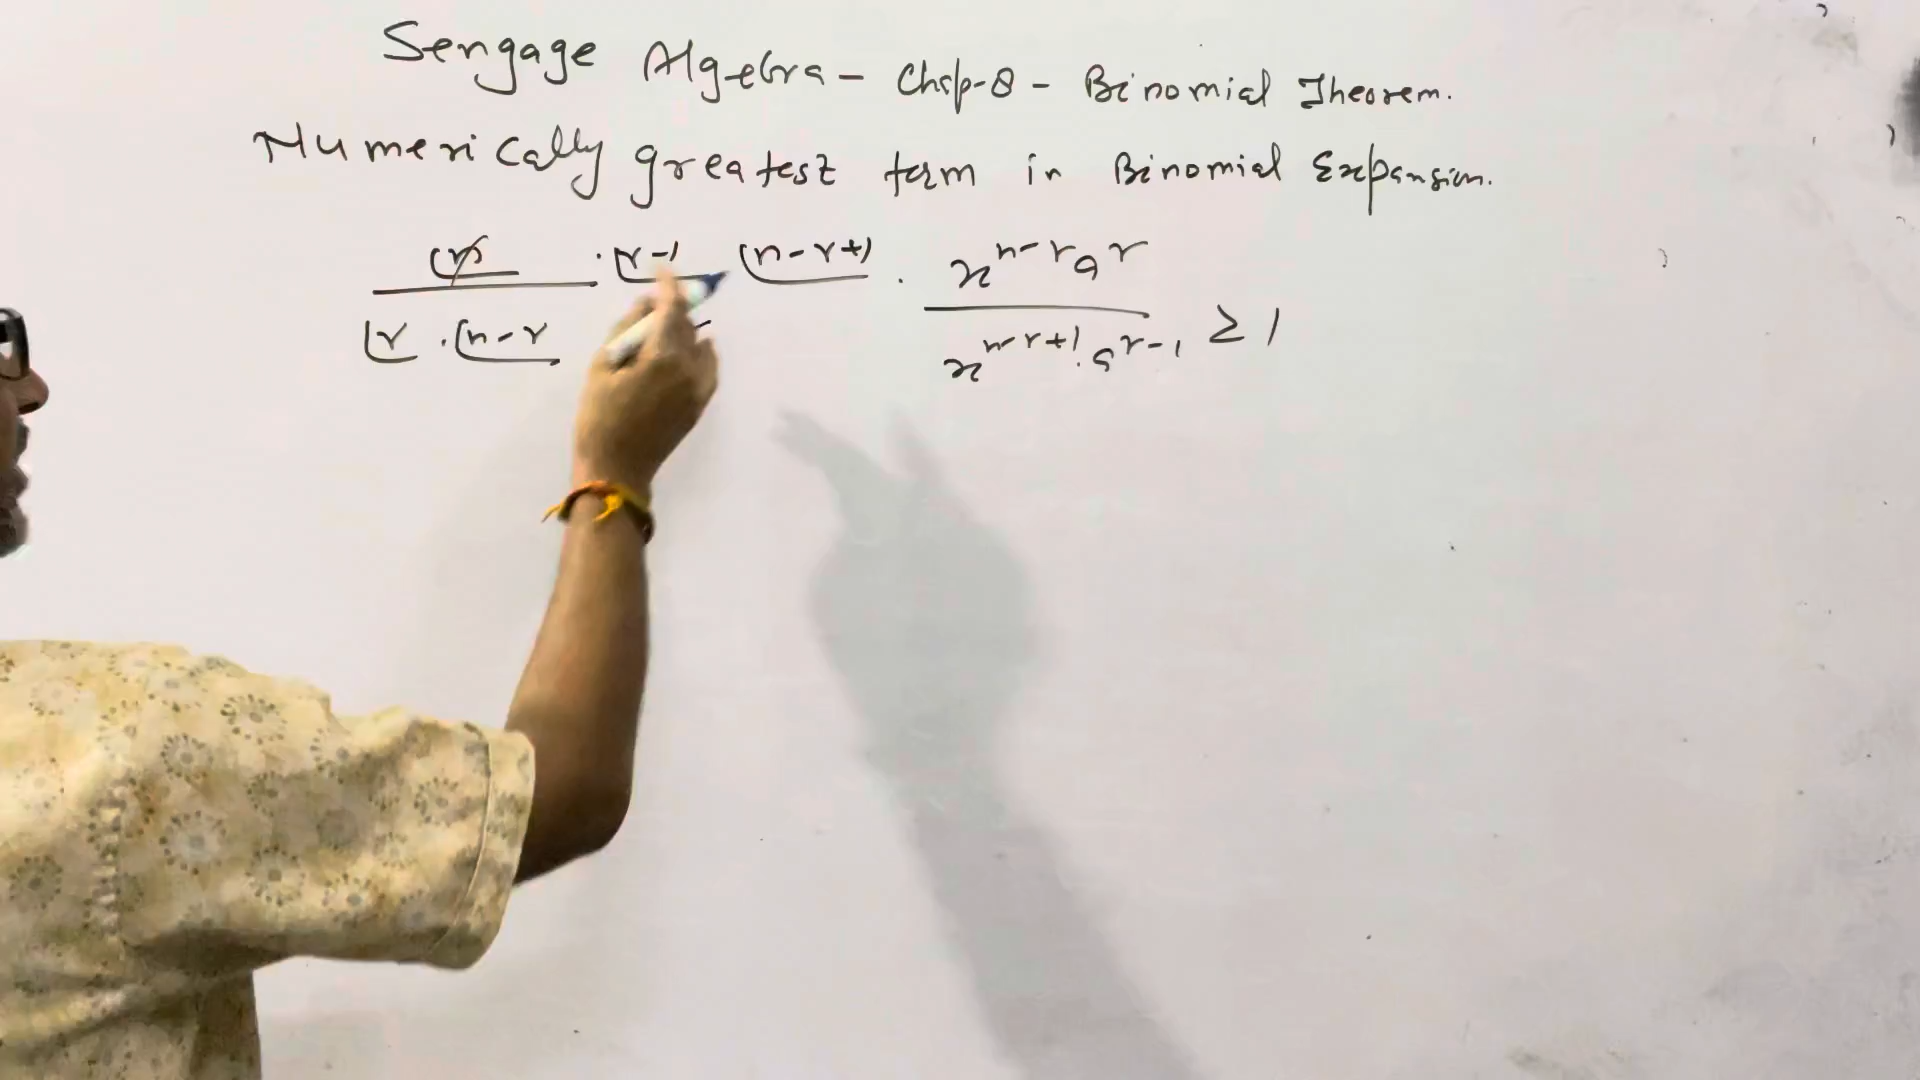 Sengage Algebra - Chap-8 - Binomial Theorem.
Numerically greatest term in Binomial Expansion.
|n / (|r · |n-r) · |r-1 |n-r+1 · x^{n-r} a^r / (x^{n-r+1} · a^{r-1}) ≥ 1